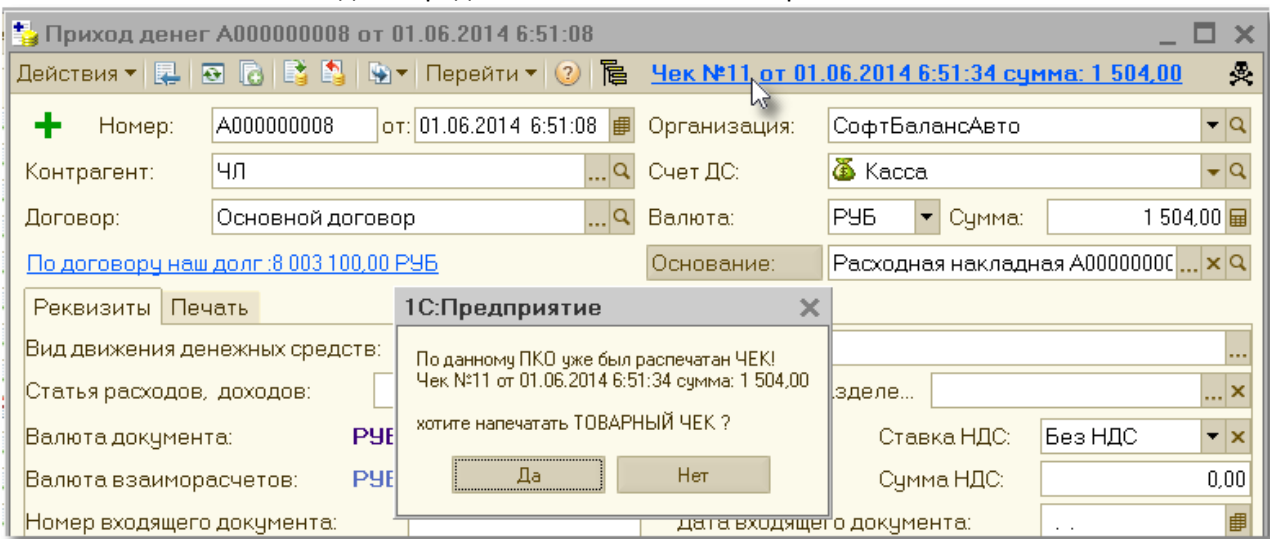 Приход денег А000000008 от 01.06.2014 6:51:08
Действия Перейти Чек №11 от 01.06.2014 6:51:34 сумма: 1 504,00
Номер: А000000008 от: 01.06.2014 6:51:08 Организация: СофтБалансАвто
Контрагент: ЧЛ Счет ДС: Касса
Договор: Основной договор Валюта: РУБ Сумма: 1 504,00
По договору наш долг :8 003 100,00 РУБ Основание: Расходная накладная А0000000
Реквизиты Печать
1С:Предприятие
Вид движения денежных средств:
По данному ПКО уже был распечатан ЧЕК!
Чек №11 от 01.06.2014 6:51:34 сумма: 1 504,00
Статья расходов, доходов: зделе...
хотите напечатать ТОВАРНЫЙ ЧЕК ?
Валюта документа: РУБ Ставка НДС: Без НДС
Да Нет
Валюта взаиморасчетов: РУБ Сумма НДС: 0,00
Номер входящего документа: Дата входящего документа: . .